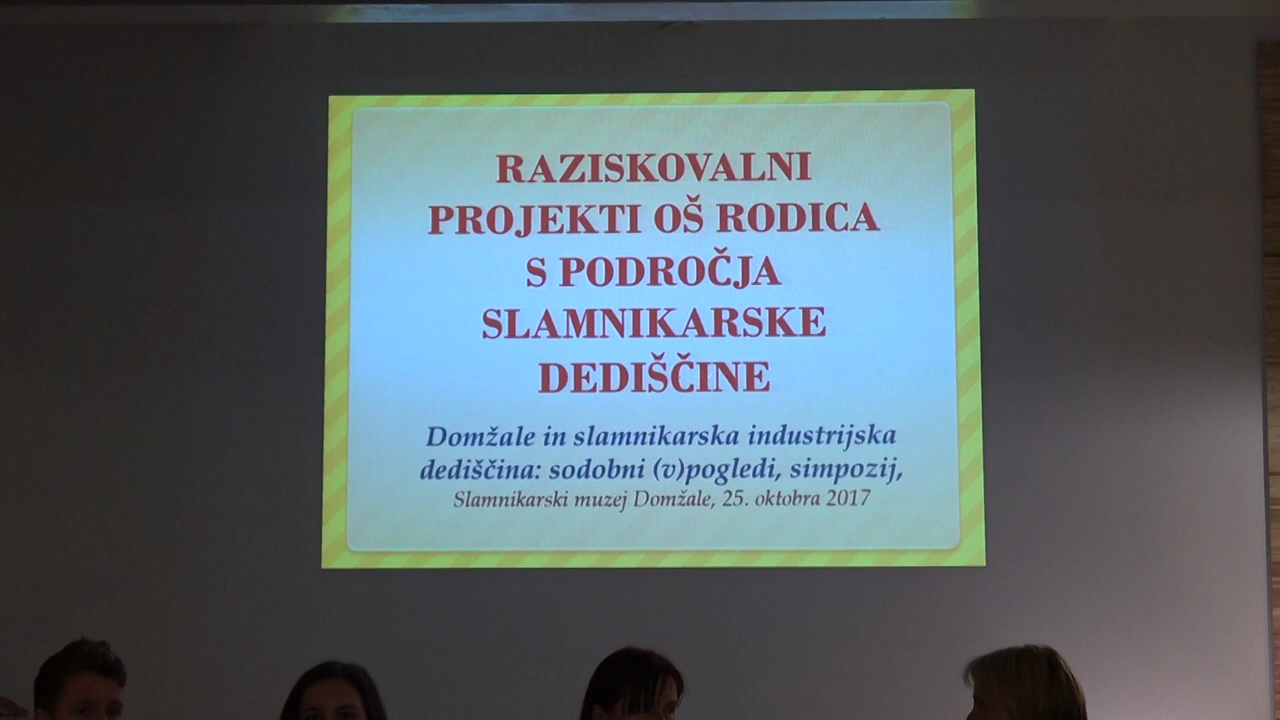 RAZISKOVALNI
PROJEKTI OŠ RODICA
S PODROČJA
SLAMNIKARSKE
DEDIŠČINE
Domžale in slamnikarska industrijska
dediščina: sodobni (v)pogledi, simpozij,
Slamnikarski muzej Domžale, 25. oktobra 2017